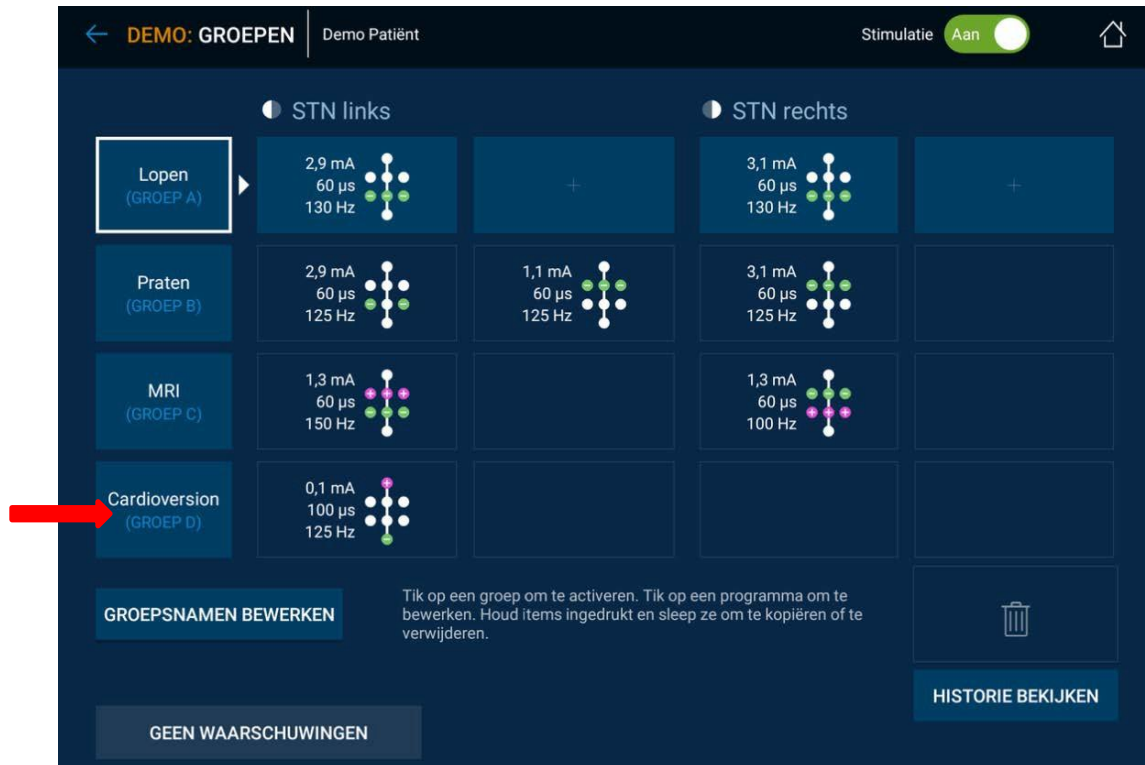 DEMO: GROEPEN Demo Patiënt Stimulatie Aan
STN links STN rechts
Lopen
(GROEP A)
2,9 mA
60 µs
130 Hz
+
3,1 mA
60 µs
130 Hz
+
Praten
(GROEP B)
2,9 mA
60 µs
125 Hz
1,1 mA
60 µs
125 Hz
3,1 mA
60 µs
125 Hz
MRI
(GROEP C)
1,3 mA
60 µs
150 Hz
1,3 mA
60 µs
100 Hz
Cardioversion
(GROEP D)
0,1 mA
100 µs
125 Hz
GROEPSNAMEN BEWERKEN
Tik op een groep om te activeren. Tik op een programma om te
bewerken. Houd items ingedrukt en sleep ze om te kopiëren of te
verwijderen.
HISTORIE BEKIJKEN
GEEN WAARSCHUWINGEN